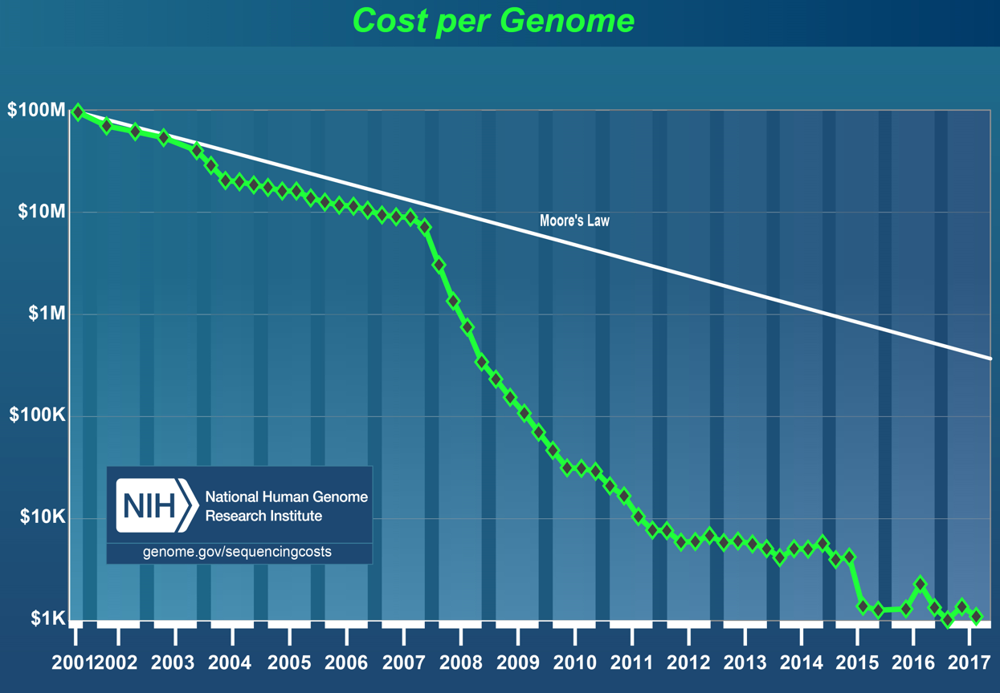 Cost per Genome
$100M
$10M
$1M
$100K
$10K
$1K
Moore's Law
NIH
National Human Genome
Research Institute
genome.gov/sequencingcosts
2001 2002 2003 2004 2005 2006 2007 2008 2009 2010 2011 2012 2013 2014 2015 2016 2017